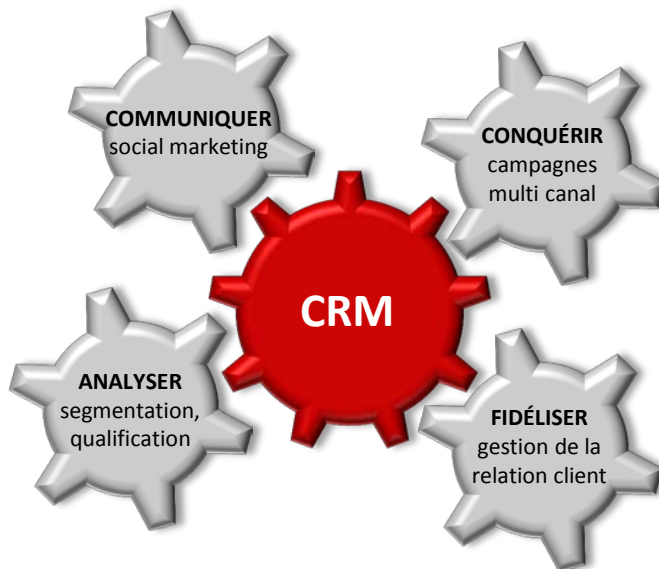 COMMUNIQUER
social marketing
CONQUÉRIR
campagnes
multi canal
CRM
ANALYSER
segmentation,
qualification
FIDÉLISER
gestion de la
relation client